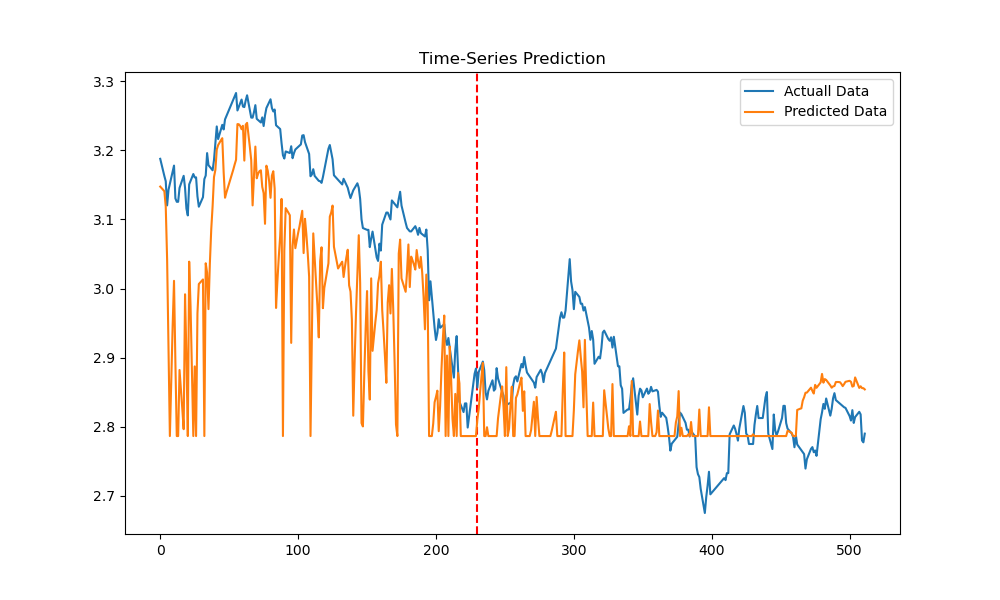 Time-Series Prediction
Actuall Data
Predicted Data
3.3
3.2
3.1
3.0
2.9
2.8
2.7
0 100 200 300 400 500